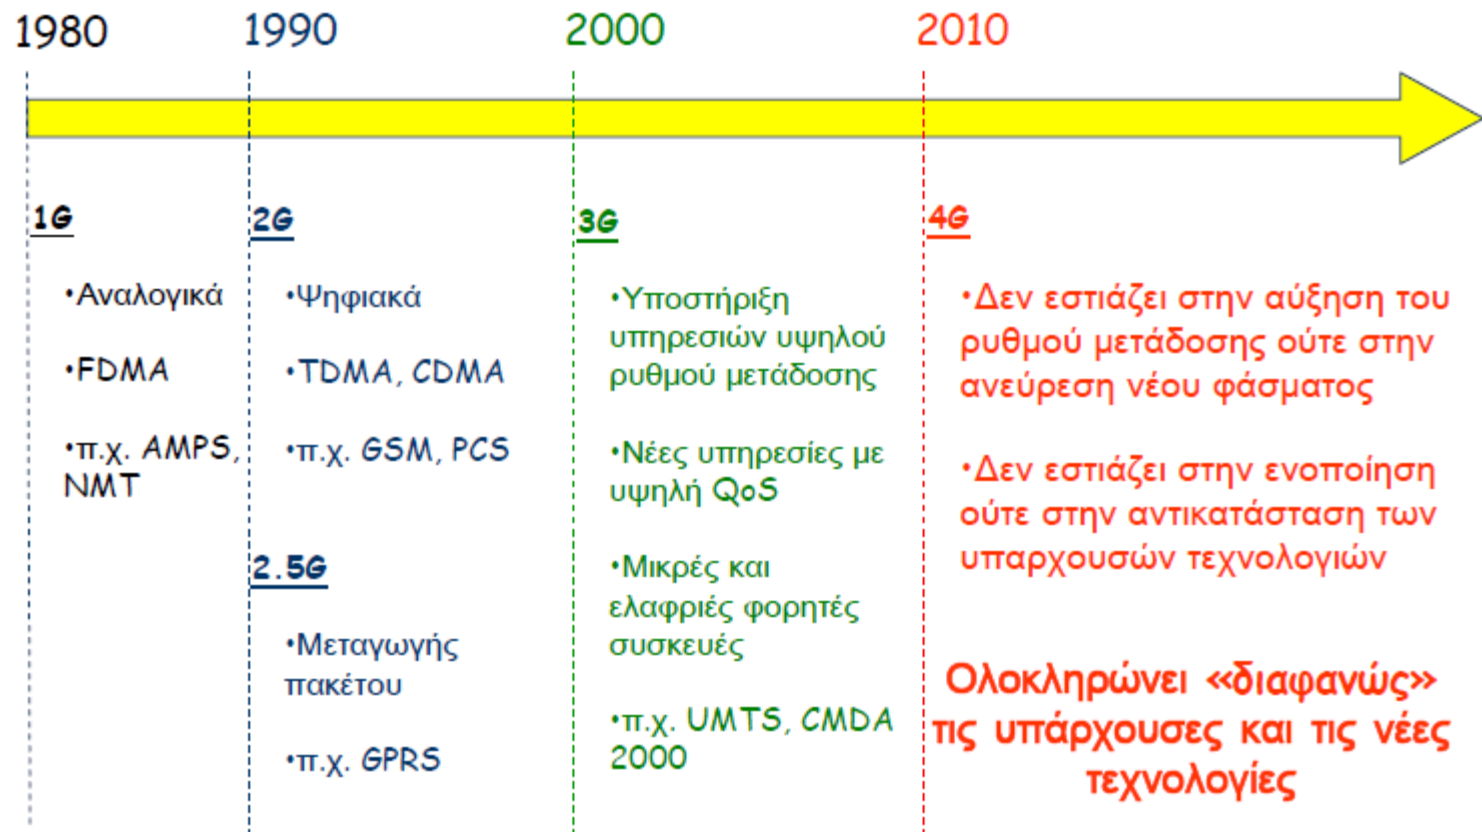 1980
1990
2000
2010
1G
•Αναλογικά
•FDMA
•π.χ. AMPS,
NMT
2G
•Ψηφιακά
•TDMA, CDMA
•π.χ. GSM, PCS
2.5G
•Μεταγωγής
πακέτου
•π.χ. GPRS
3G
•Υποστήριξη
υπηρεσιών υψηλού
ρυθμού μετάδοσης
•Νέες υπηρεσίες με
υψηλή QoS
•Μικρές και
ελαφριές φορητές
συσκευές
•π.χ. UMTS, CMDA
2000
4G
•Δεν εστιάζει στην αύξηση του
ρυθμού μετάδοσης ούτε στην
ανεύρεση νέου φάσματος
•Δεν εστιάζει στην ενοποίηση
ούτε στην αντικατάσταση των
υπαρχουσών τεχνολογιών
Ολοκληρώνει «διαφανώς»
τις υπάρχουσες και τις νέες
τεχνολογίες